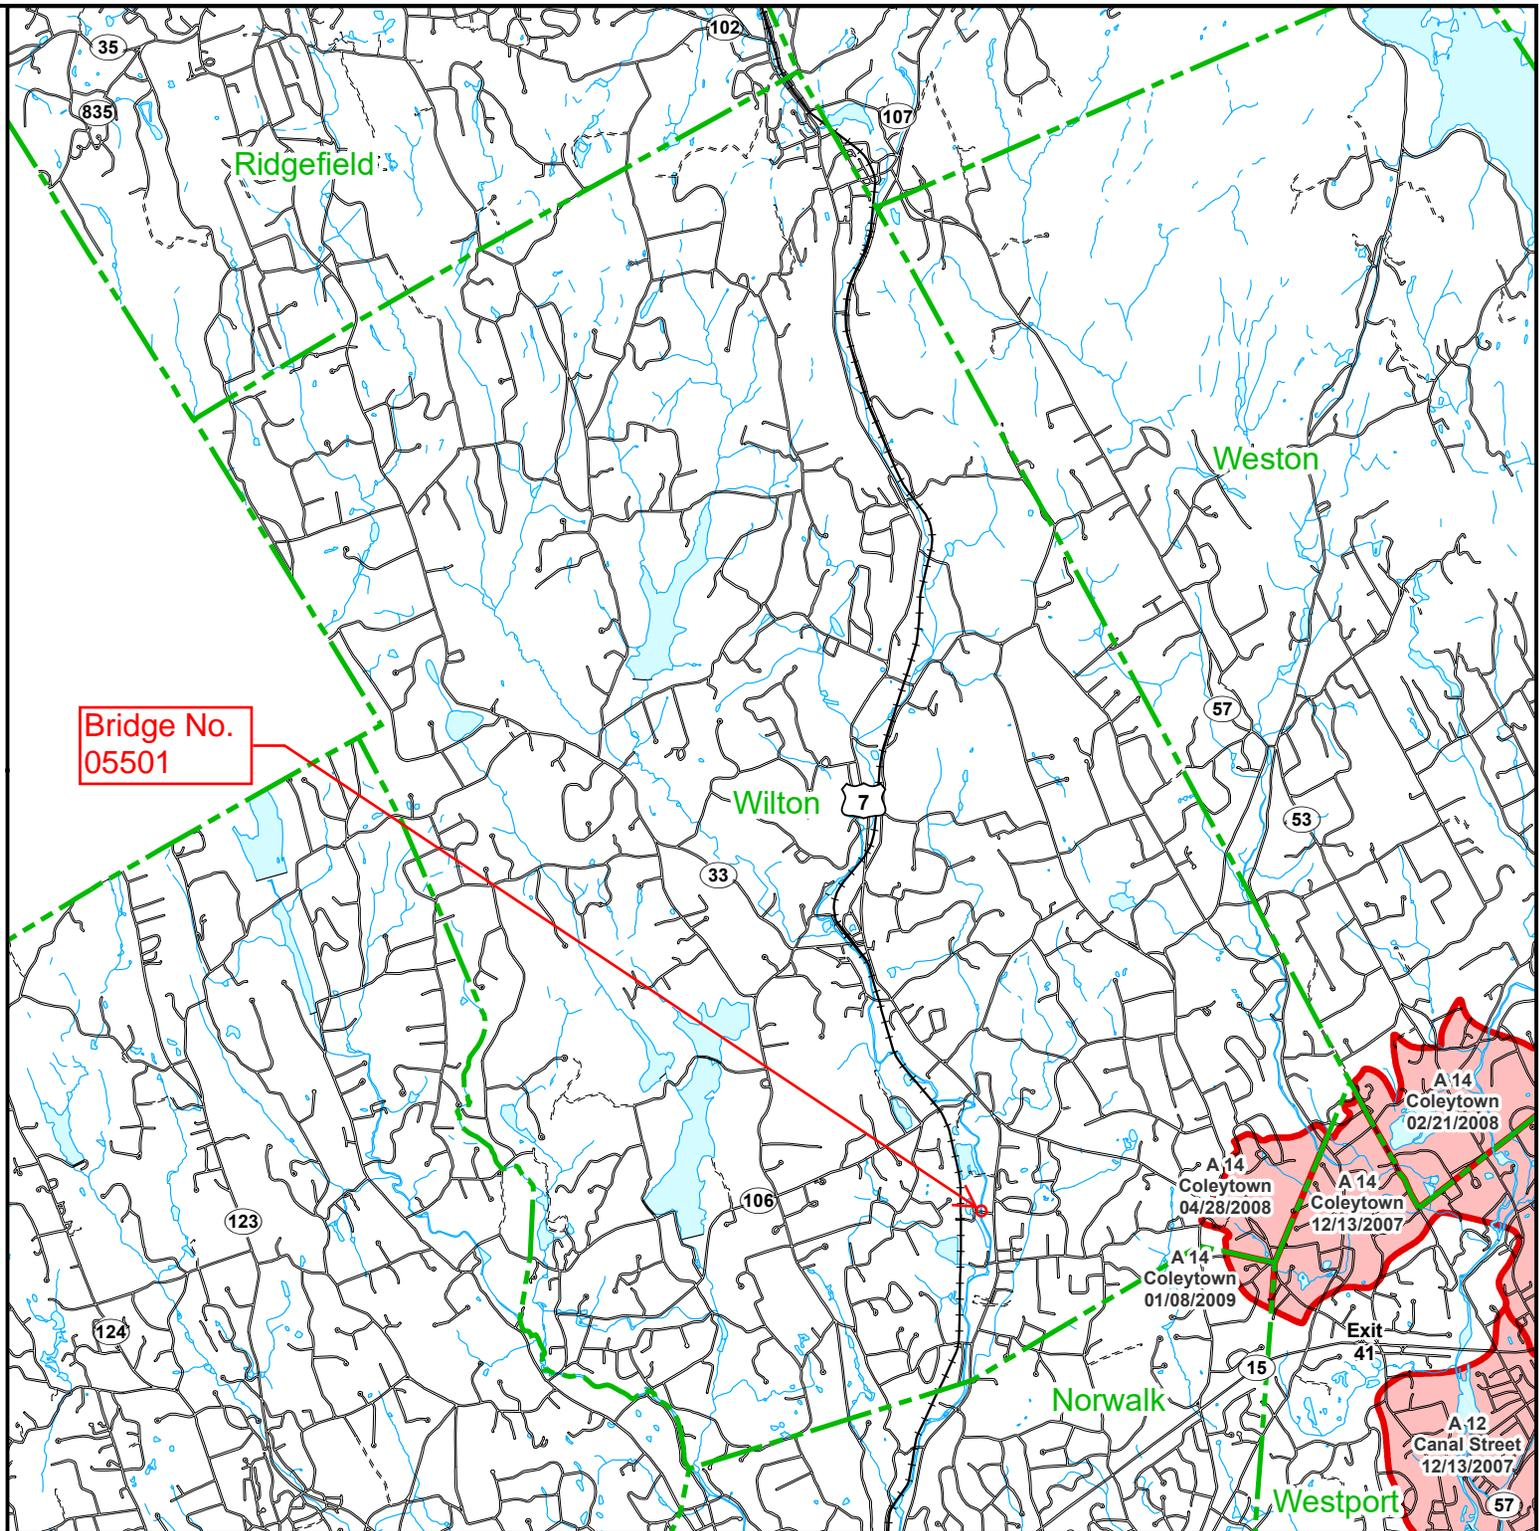 102
35
835
107
Ridgefield
Weston
Bridge No.
05501
57
Wilton
7
53
33
A 14
Coleytown
02/21/2008
A 14
Coleytown
04/28/2008
A 14
Coleytown
12/13/2007
106
123
A 14
Coleytown
01/08/2009
124
Exit
41
15
Norwalk
A 12
Canal Street
12/13/2007
Westport
57